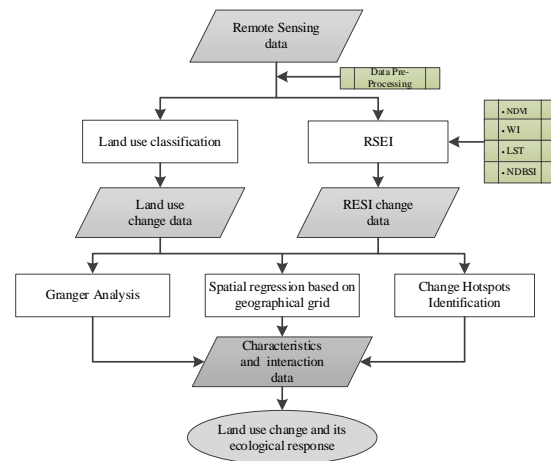 Remote Sensing
data
Data Pre-
Processing
Land use classification
RSEI
• NDVI
• WI
• LST
• NDBSI
Land use
change data
RESI change
data
Granger Analysis
Spatial regression based on
geographical grid
Change Hotspots
Identification
Characteristics
and interaction
data
Land use change and its
ecological response